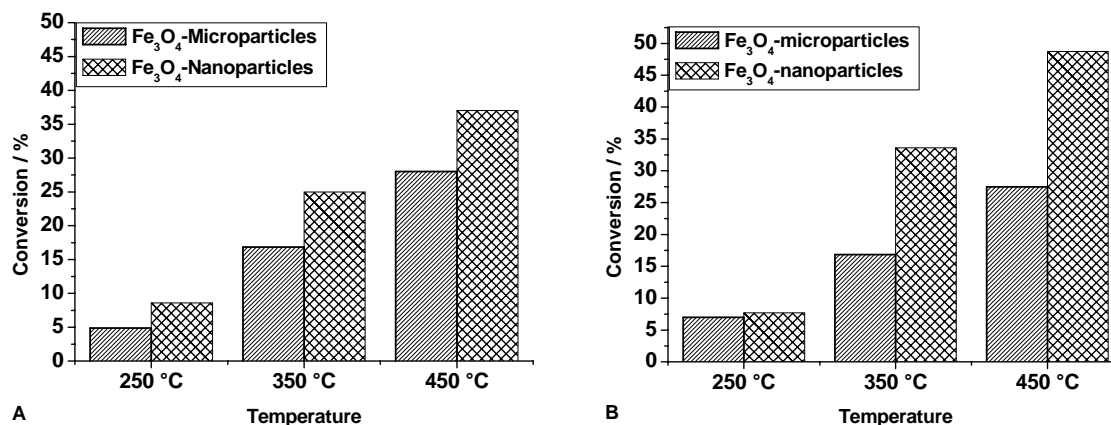 50
45
40
35
30
25
20
15
10
5
0
Conversion / %
Fe₃O₄-Microparticles
Fe₃O₄-Nanoparticles
250 °C
350 °C
450 °C
Temperature
A
50
45
40
35
30
25
20
15
10
5
0
Conversion / %
Fe₃O₄-microparticles
Fe₃O₄-nanoparticles
250 °C
350 °C
450 °C
Temperature
B